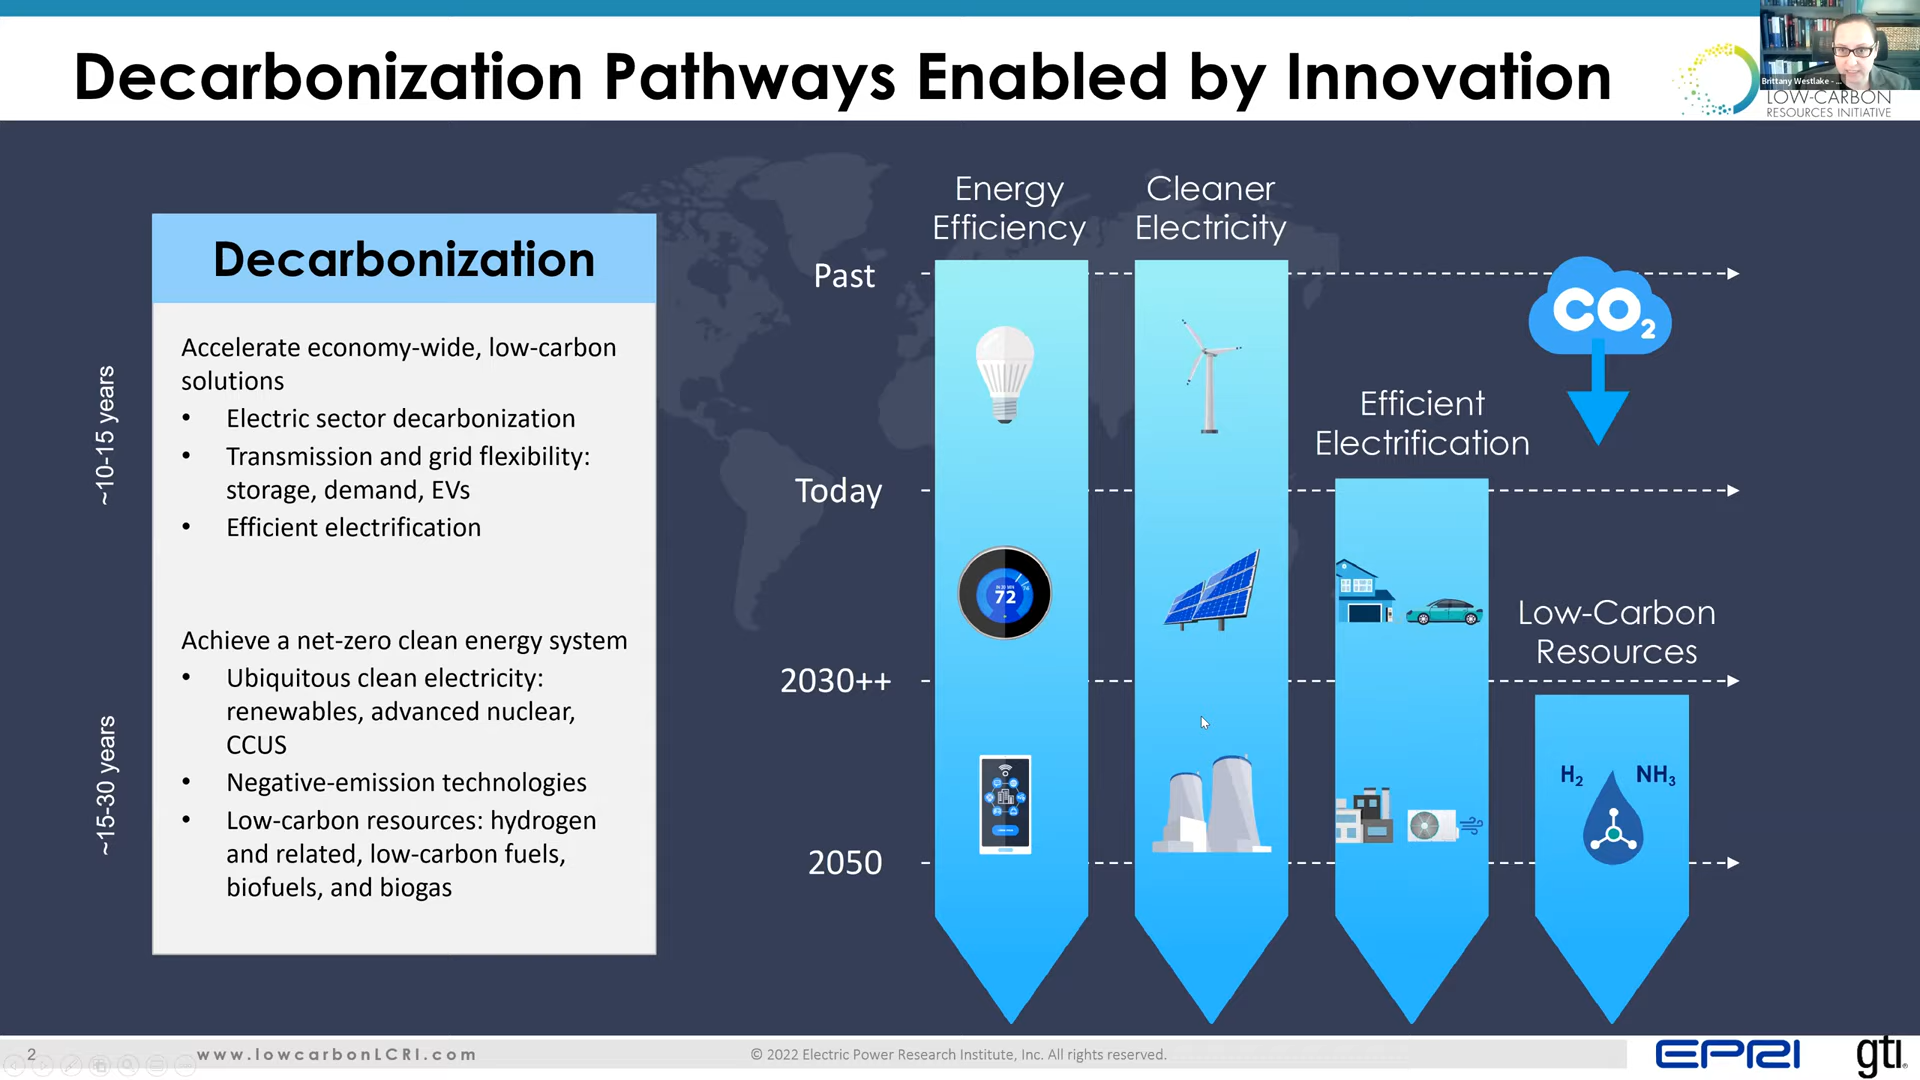 Decarbonization Pathways Enabled by Innovation
Brittany Westlake - ...
LOW-CARBON
RESOURCES INITIATIVE
Decarbonization
~10-15 years
Accelerate economy-wide, low-carbon
solutions
• Electric sector decarbonization
• Transmission and grid flexibility:
storage, demand, EVs
• Efficient electrification
~15-30 years
Achieve a net-zero clean energy system
• Ubiquitous clean electricity:
renewables, advanced nuclear,
CCUS
• Negative-emission technologies
• Low-carbon resources: hydrogen
and related, low-carbon fuels,
biofuels, and biogas
Energy
Efficiency
Cleaner
Electricity
Past
CO₂
Efficient
Electrification
Today
72
Low-Carbon
Resources
2030++
H₂
NH₃
2050
2
www.lowcarbonLCRI.com
© 2022 Electric Power Research Institute, Inc. All rights reserved.
EPRI
gti